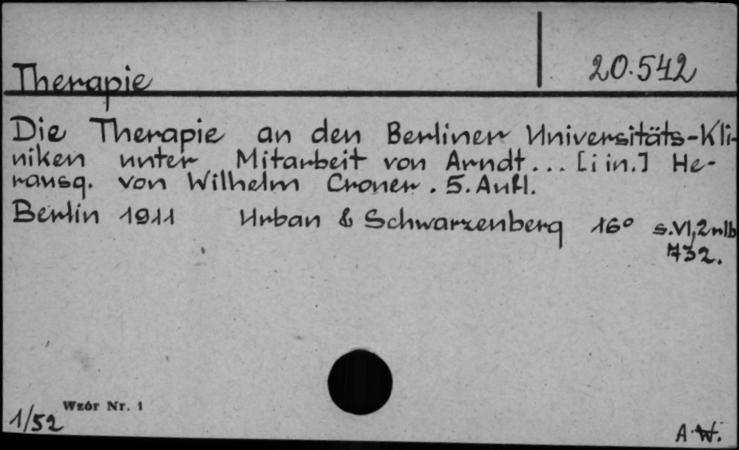 20.542
Therapie
Die Therapie an den Berliner Universitäts-Kli-
niken unter Mitarbeit von Arndt... [i in.] He-
rausg. von Wilhelm Croner. 5. Aufl.
Berlin 1911 Urban & Schwarzenberg 16° s.VI, 2nlb
732.
Wzór Nr. 1
1/52
A.W.